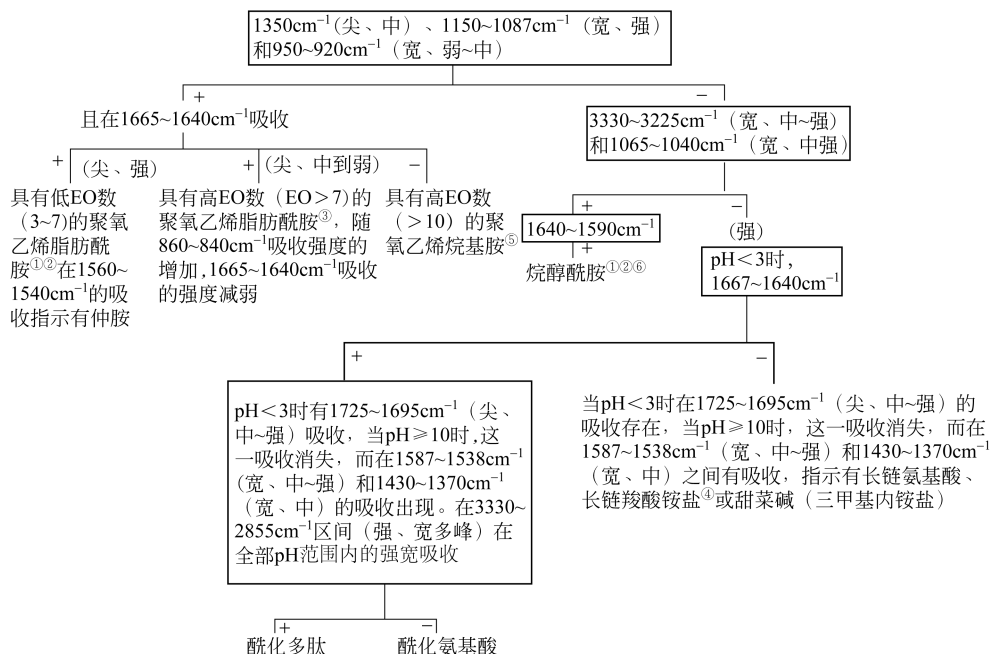 1350cm⁻¹(尖、中)、1150~1087cm⁻¹(宽、强)
和950~920cm⁻¹(宽、弱~中)
+
−
且在1665~1640cm⁻¹吸收
3330~3225cm⁻¹(宽、中~强)
和1065~1040cm⁻¹(宽、中强)
+
(尖、强)
+
(尖、中到弱)
−
具有低EO数
(3~7)的聚氧
乙烯脂肪酰
胺①②在1560~
1540cm⁻¹的吸
收指示有仲胺
具有高EO数(EO>7)的
聚氧乙烯脂肪酰胺③,随
860~840cm⁻¹吸收强度的
增加,1665~1640cm⁻¹吸收
的强度减弱
具有高EO数
(>10)的聚
氧乙烯烷基胺⑤
+
−
1640~1590cm⁻¹
+
烷醇酰胺①②⑥
(强)
pH<3时,
1667~1640cm⁻¹
+
−
pH<3时有1725~1695cm⁻¹(尖、
中~强)吸收,当pH≥10时,这
一吸收消失,而在1587~1538cm⁻¹
(宽、中~强)和1430~1370cm⁻¹
(宽、中)的吸收出现。在3330~
2855cm⁻¹区间(强、宽多峰)在
全部pH范围内的强宽吸收
当pH<3时在1725~1695cm⁻¹(尖、中~强)的
吸收存在,当pH≥10时,这一吸收消失,而在
1587~1538cm⁻¹(宽、中~强)和1430~1370cm⁻¹
(宽、中)之间有吸收,指示有长链氨基酸、
长链羧酸铵盐④或甜菜碱(三甲基内铵盐)
+
−
酰化多肽
酰化氨基酸